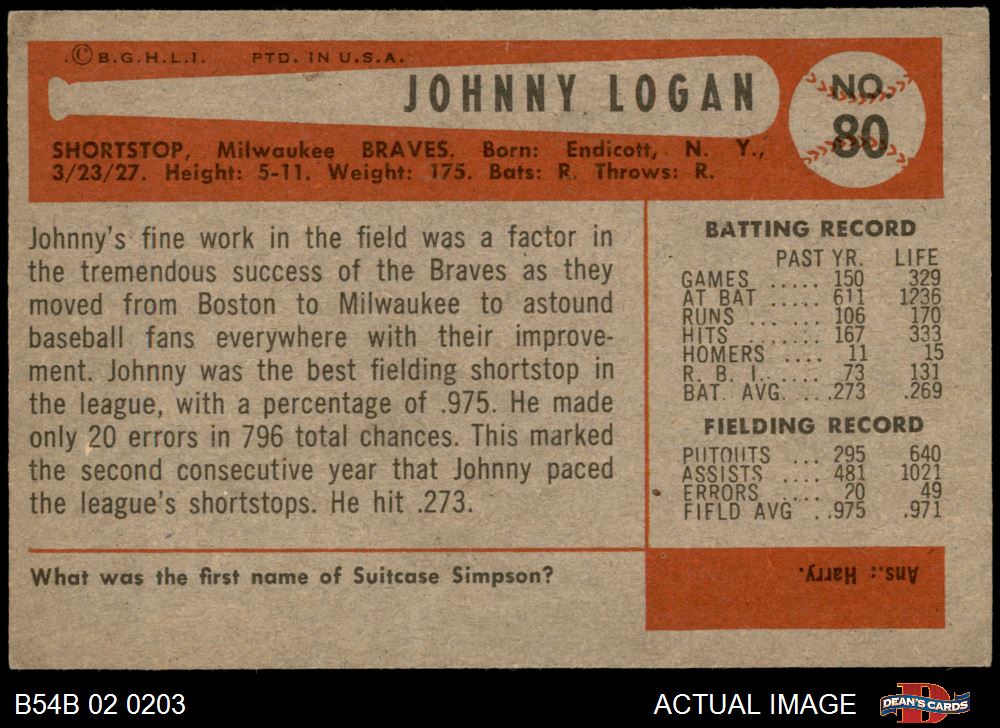 .© B.G.H.L.I. PTD. IN U.S.A.
JOHNNY LOGAN
NO.
80
SHORTSTOP, Milwaukee BRAVES. Born: Endicott, N. Y.,
3/23/27. Height: 5-11. Weight: 175. Bats: R. Throws: R.
Johnny's fine work in the field was a factor in
the tremendous success of the Braves as they
moved from Boston to Milwaukee to astound
baseball fans everywhere with their improve-
ment. Johnny was the best fielding shortstop in
the league, with a percentage of .975. He made
only 20 errors in 796 total chances. This marked
the second consecutive year that Johnny paced
the league's shortstops. He hit .273.
BATTING RECORD
PAST YR. LIFE
GAMES ..... 150 329
AT BAT ..... 611 1236
RUNS ... ..... 106 170
HITS ........ 167 333
HOMERS .... 11 15
R. B. I. ..... 73 131
BAT. AVG. ...273 .269
FIELDING RECORD
PUTOUTS ... 295 640
ASSISTS .... 481 1021
ERRORS .... 20 49
FIELD AVG ...975 .971
What was the first name of Suitcase Simpson?
Ans.: Harry.
B54B 02 0203
ACTUAL IMAGE
D
DEAN'S CARDS